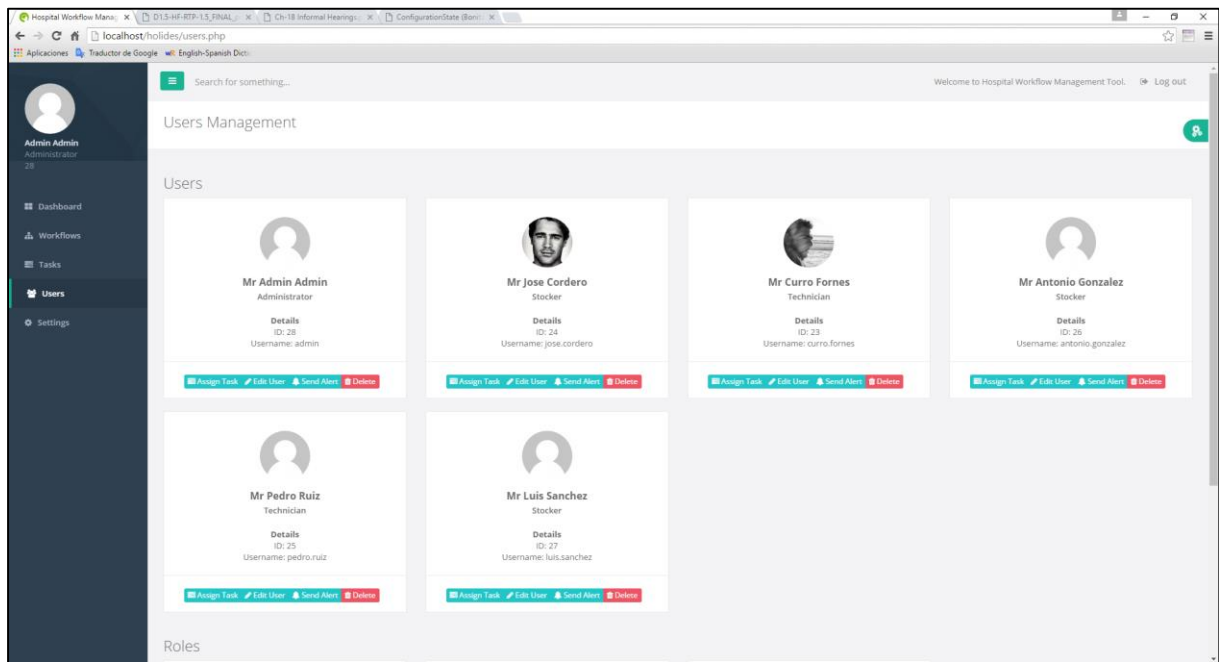 Hospital Workflow Mana
D1.5-HF-RTP-1.5_FINAL_
Ch-18 Informal Hearings
ConfigurationState (Bonit
localhost/holides/users.php
Aplicaciones
Traductor de Google
English-Spanish Dicti
Search for something...
Welcome to Hospital Workflow Management Tool.
Log out
Admin Admin
Administrator
28
Dashboard
Workflows
Tasks
Users
Settings
Users Management
Users
Mr Admin Admin
Administrator
Details
ID: 28
Username: admin
Assign Task Edit User Send Alert Delete
Mr Jose Cordero
Stocker
Details
ID: 24
Username: jose.cordero
Assign Task Edit User Send Alert Delete
Mr Curro Fornes
Technician
Details
ID: 23
Username: curro.fornes
Assign Task Edit User Send Alert Delete
Mr Antonio Gonzalez
Stocker
Details
ID: 26
Username: antonio.gonzalez
Assign Task Edit User Send Alert Delete
Mr Pedro Ruiz
Technician
Details
ID: 25
Username: pedro.ruiz
Assign Task Edit User Send Alert Delete
Mr Luis Sanchez
Stocker
Details
ID: 27
Username: luis.sanchez
Assign Task Edit User Send Alert Delete
Roles